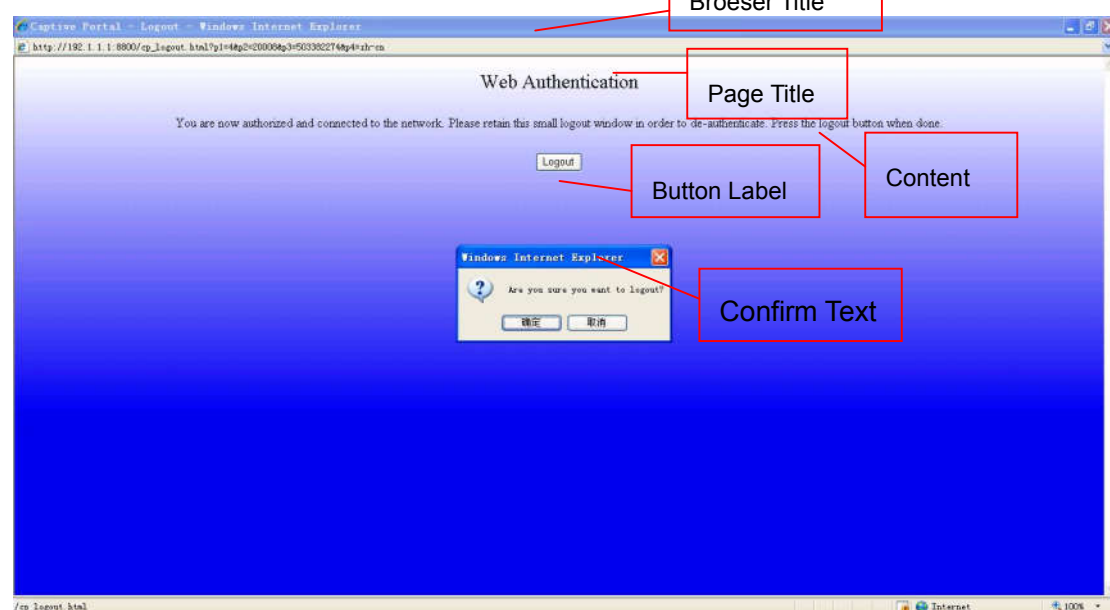 Broeser Title
Captive Portal - Logout - Windows Internet Explorer
http://192.1.1.1:8800/cp_logout.html?p1=4&p2=20008&p3=503382274&p4=zh-cn
Web Authentication
Page Title
You are now authorized and connected to the network. Please retain this small logout window in order to de-authenticate. Press the logout button when done.
Logout
Content
Button Label
Windows Internet Explorer
Are you sure you want to logout?
Confirm Text
确定 取消
/cp_logout.html Internet 100%